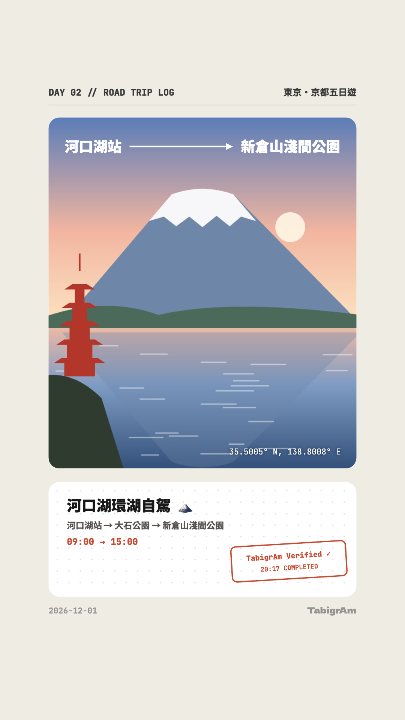 DAY 02 // ROAD TRIP LOG
東京・京都五日遊
河口湖站 → 新倉山淺間公園
35.5005° N, 138.8008° E
河口湖環湖自駕 🗻
河口湖站 → 大石公園 → 新倉山淺間公園
09:00 → 15:00
TabigrAm Verified ✓
20:17 COMPLETED
2026-12-01
TabigrAm